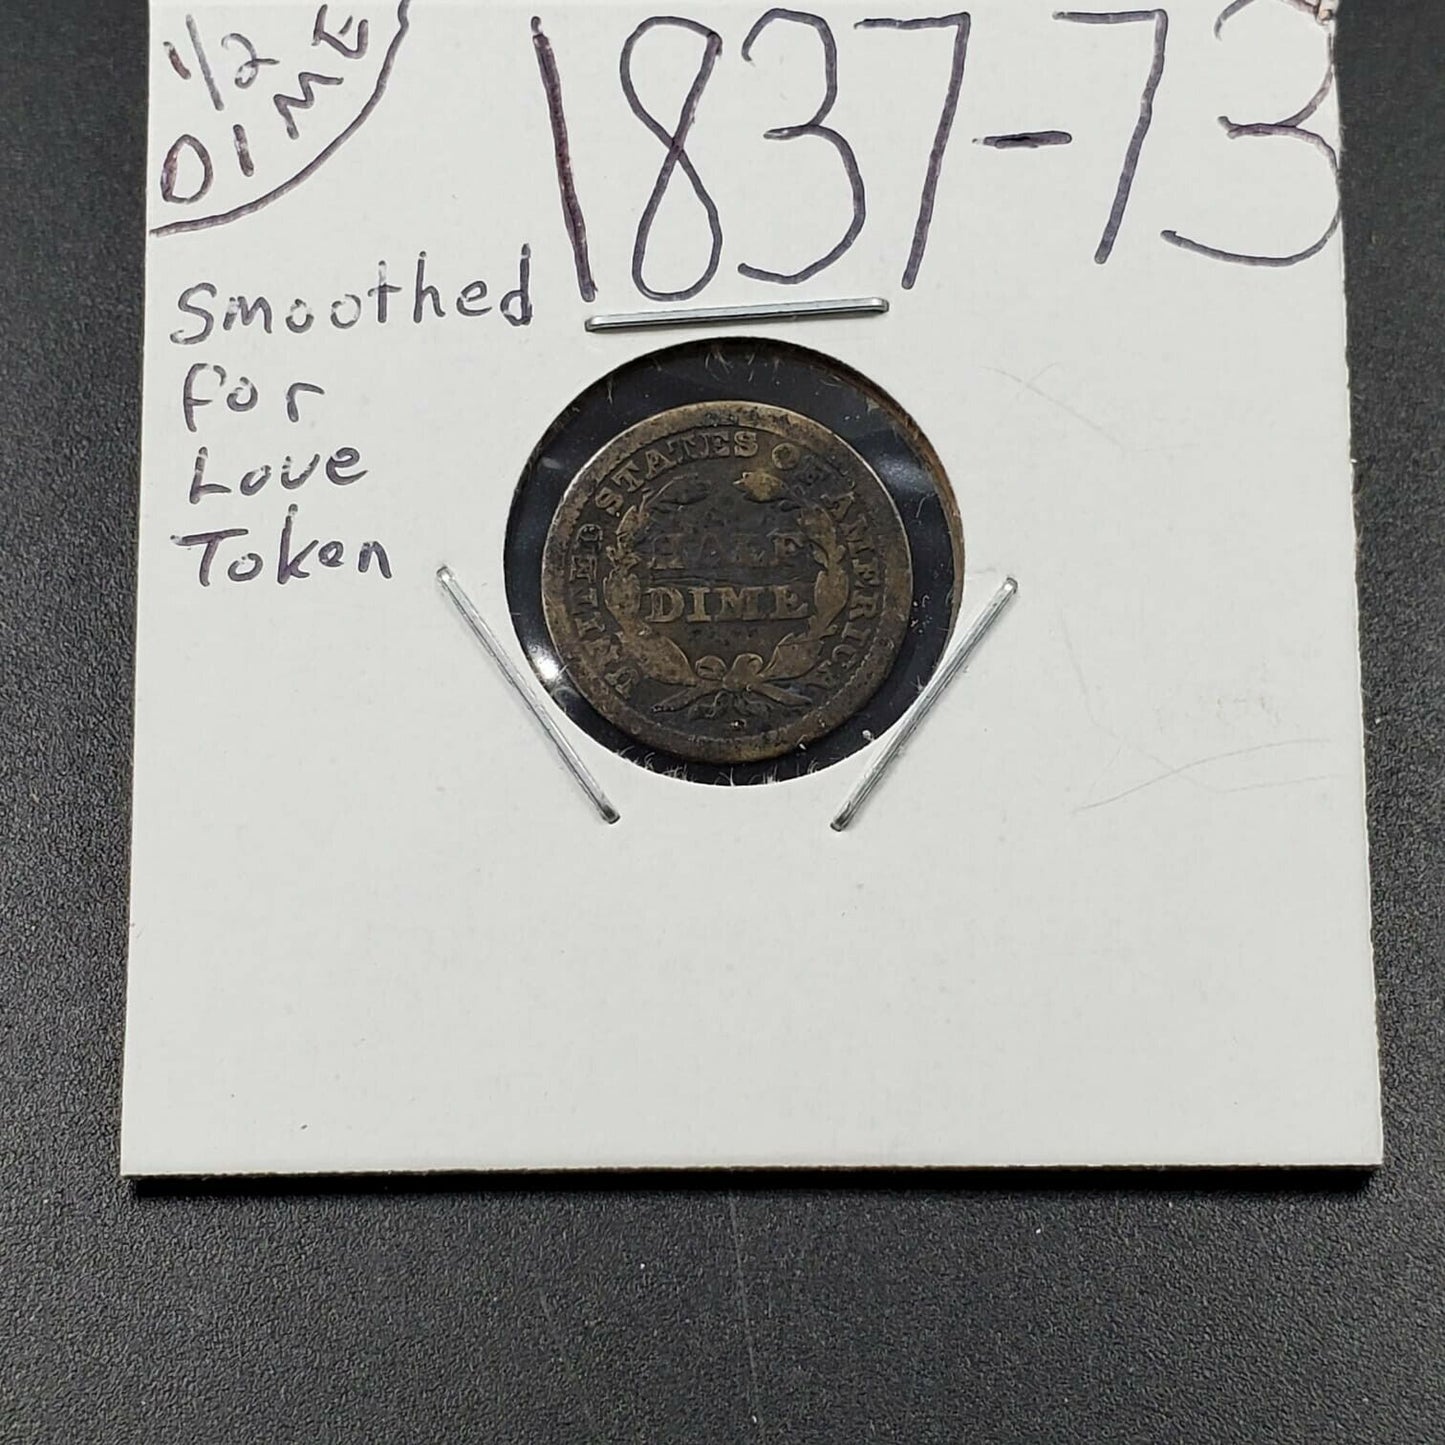 1/2
DIME
1837-73
Smoothed
for
Love
Token
UNITED STATES OF AMERICA
HALF
DIME